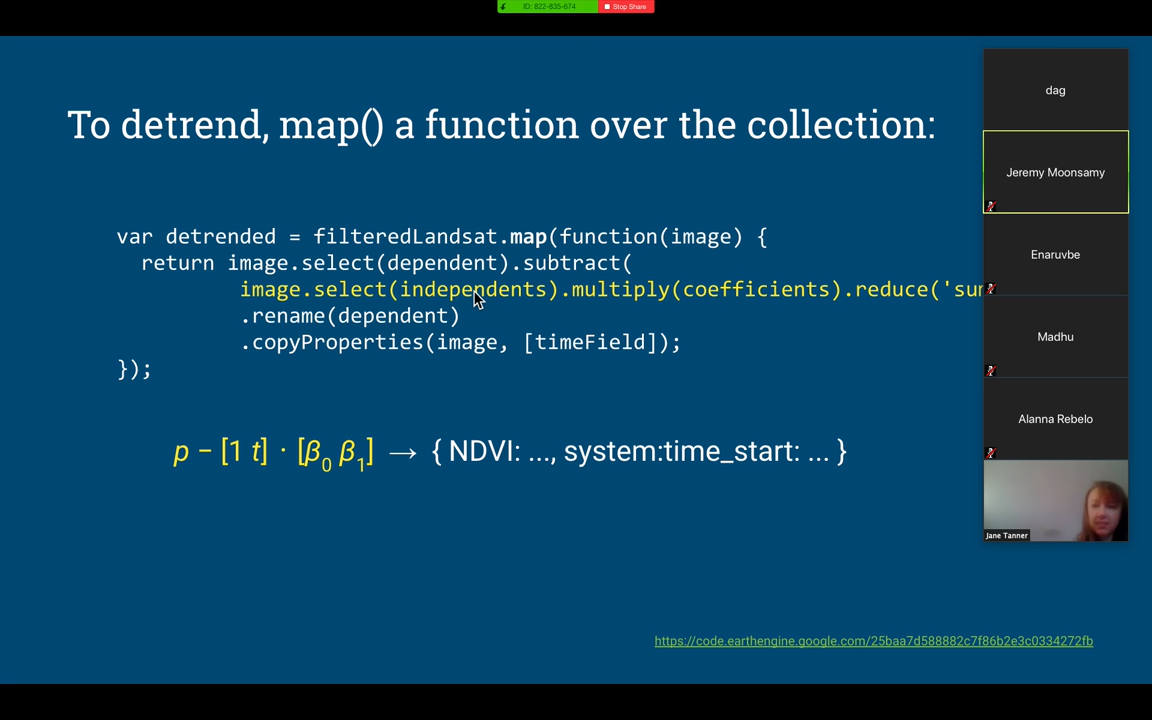 ID: 822-835-674 Stop Share
To detrend, map() a function over the collection:
var detrended = filteredLandsat.map(function(image) {
return image.select(dependent).subtract(
image.select(independents).multiply(coefficients).reduce('sum
.rename(dependent)
.copyProperties(image, [timeField]);
});
p − [1 t] · [β0 β1] → { NDVI: ..., system:time_start: ... }
https://code.earthengine.google.com/25baa7d588882c7f86b2e3c0334272fb
dag
Jeremy Moonsamy
Enaruvbe
Madhu
Alanna Rebelo
Jane Tanner